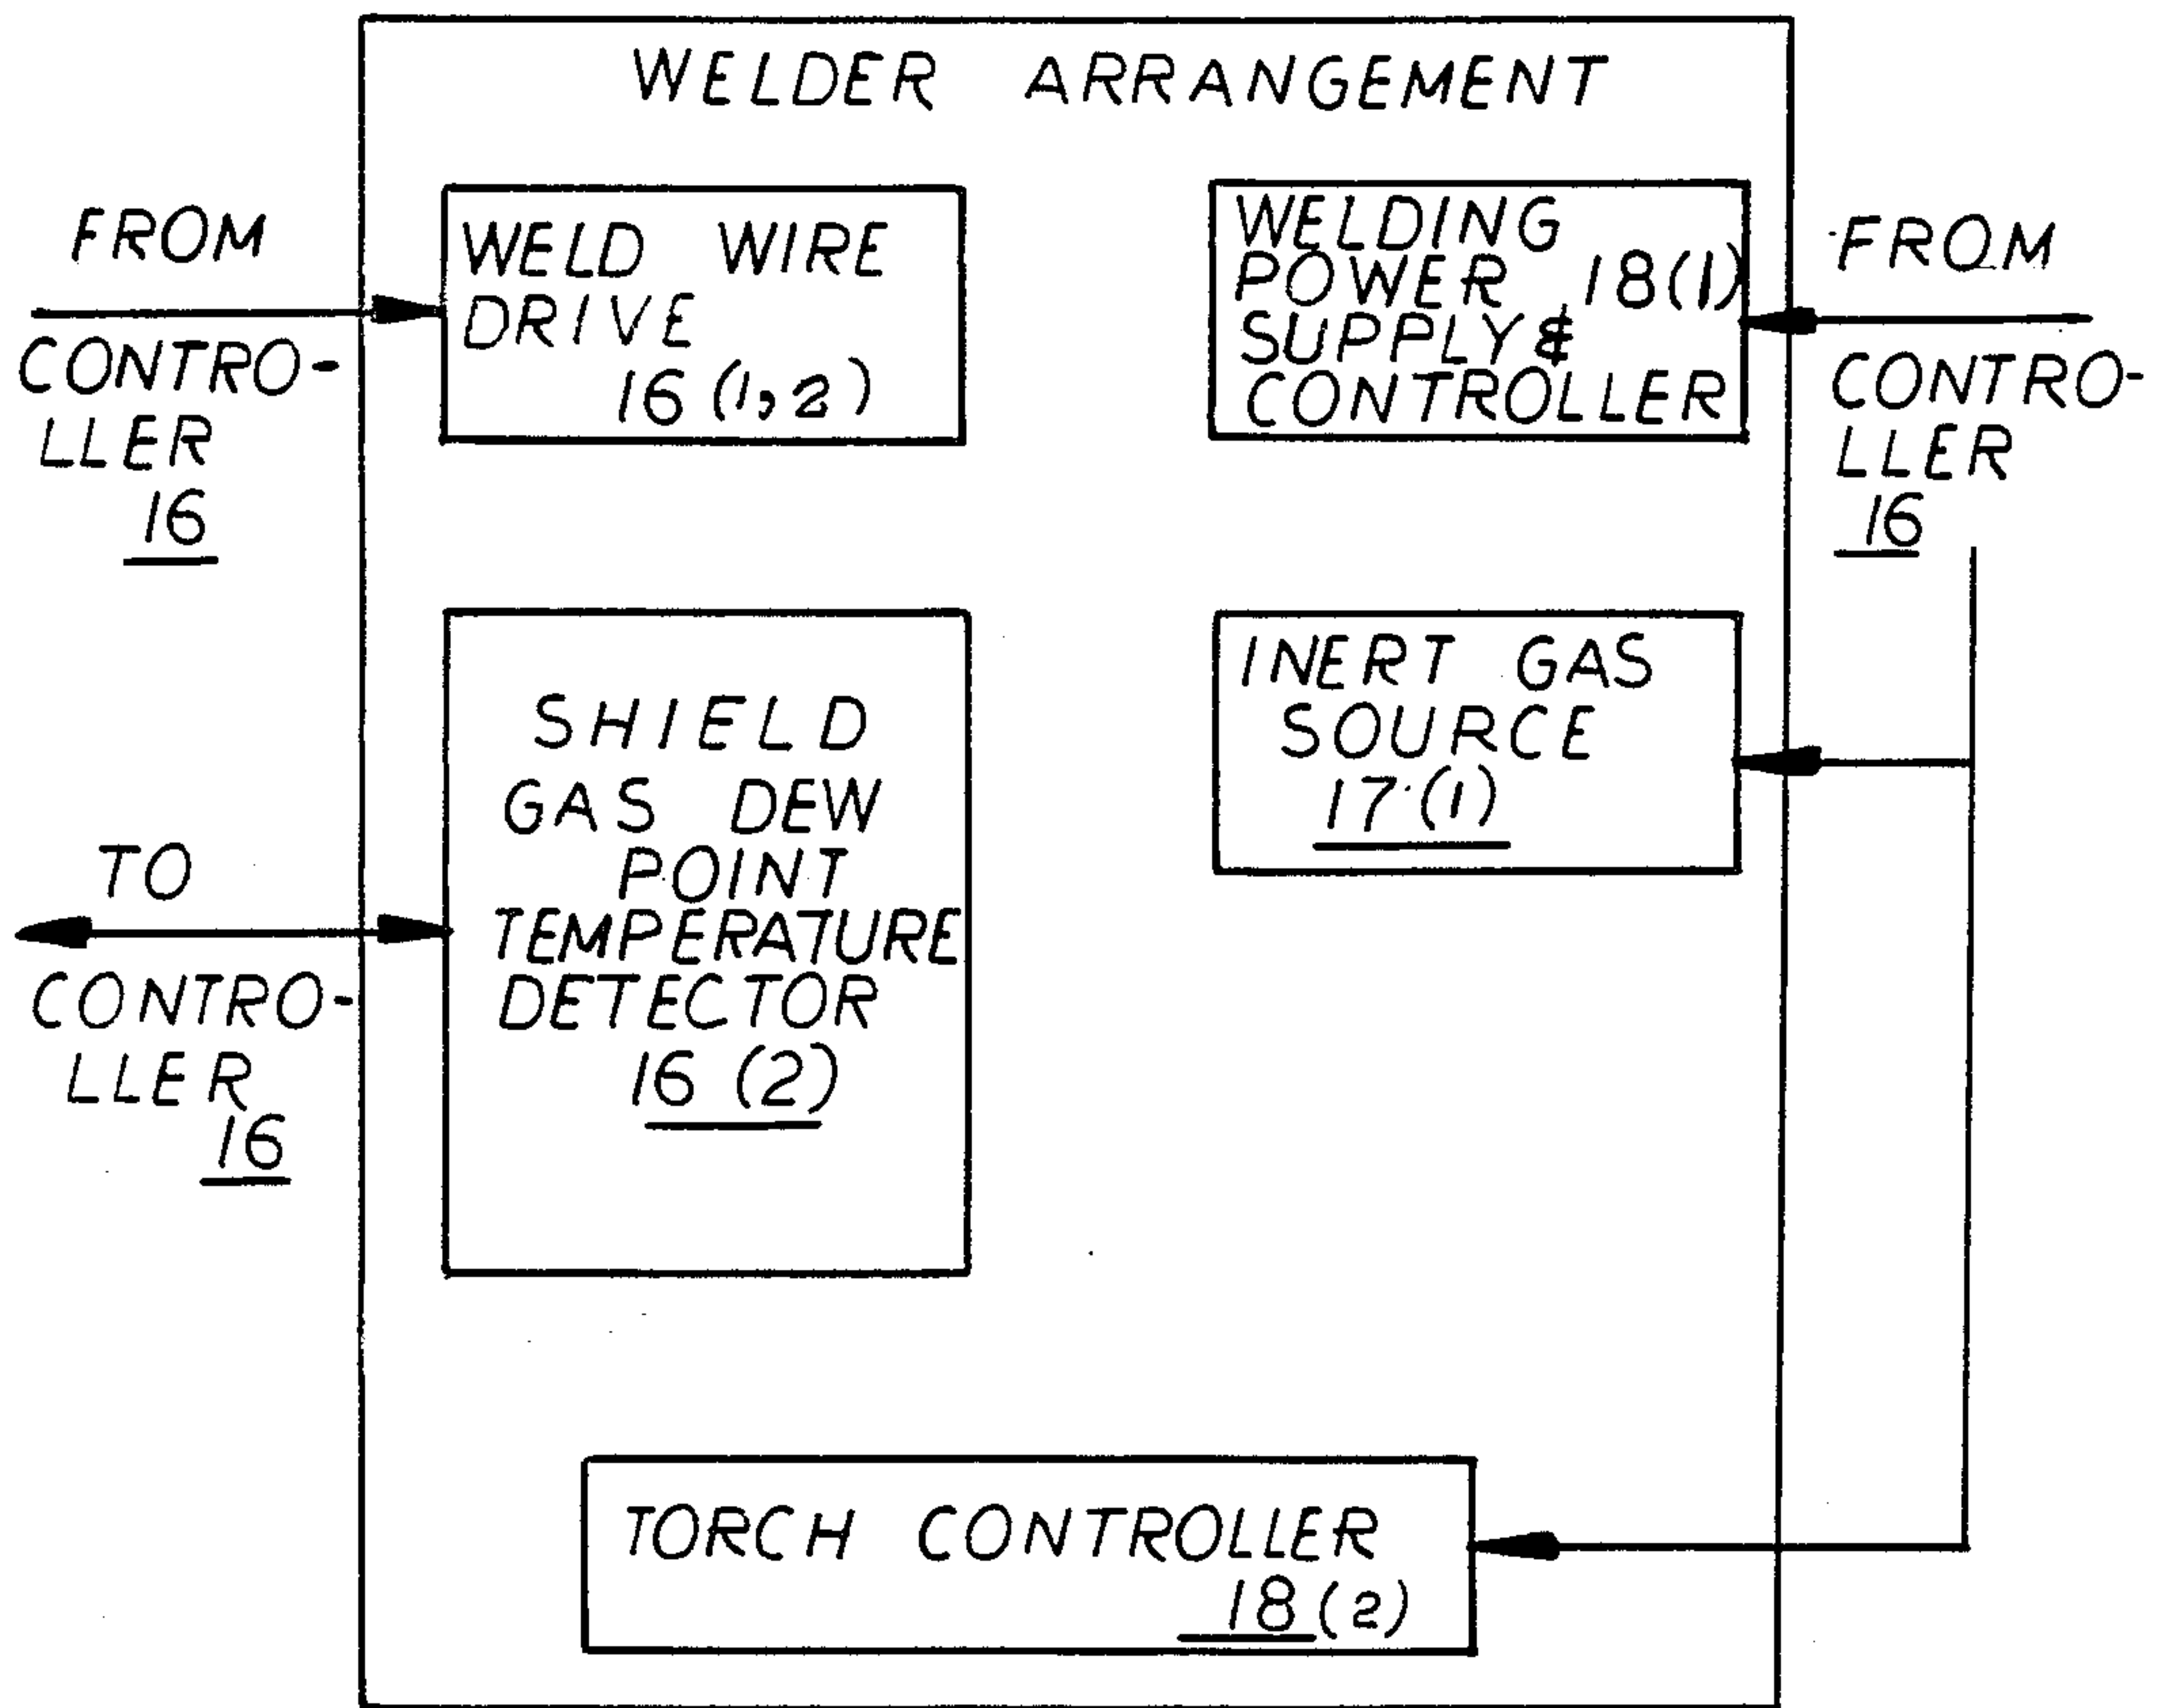 WELDER ARRANGEMENT
FROM
CONTRO-
LLER
16
WELD WIRE
DRIVE
16 (1,2)
WELDING
POWER 18(1)
SUPPLY &
CONTROLLER
FROM
CONTRO-
LLER
16
SHIELD
GAS DEW
POINT
TEMPERATURE
DETECTOR
16 (2)
INERT GAS
SOURCE
17 (1)
TO
CONTRO-
LLER
16
TORCH CONTROLLER
18 (2)